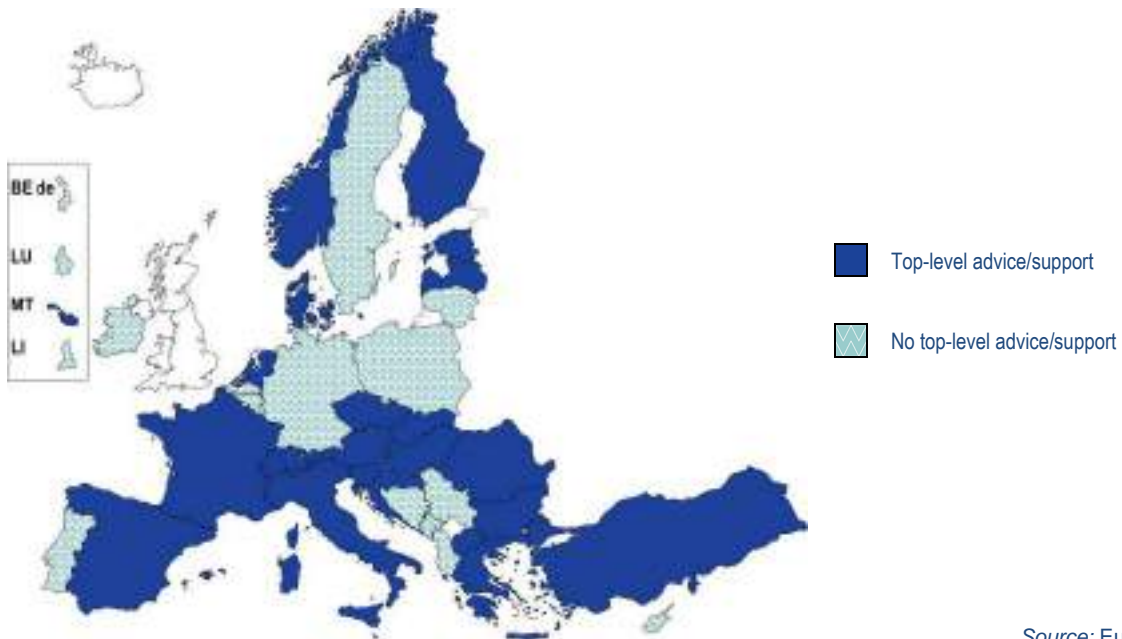 BE de
LU
MT
LI
Top-level advice/support
No top-level advice/support
Source: